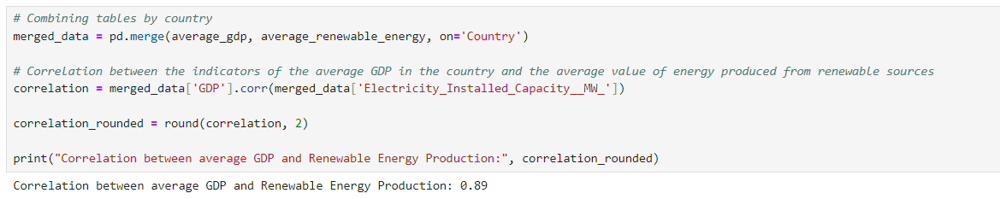 # Combining tables by country
merged_data = pd.merge(average_gdp, average_renewable_energy, on='Country')
# Correlation between the indicators of the average GDP in the country and the average value of energy produced from renewable sources
correlation = merged_data['GDP'].corr(merged_data['Electricity_Installed_Capacity__MW_'])
correlation_rounded = round(correlation, 2)
print("Correlation between average GDP and Renewable Energy Production:", correlation_rounded)
Correlation between average GDP and Renewable Energy Production: 0.89